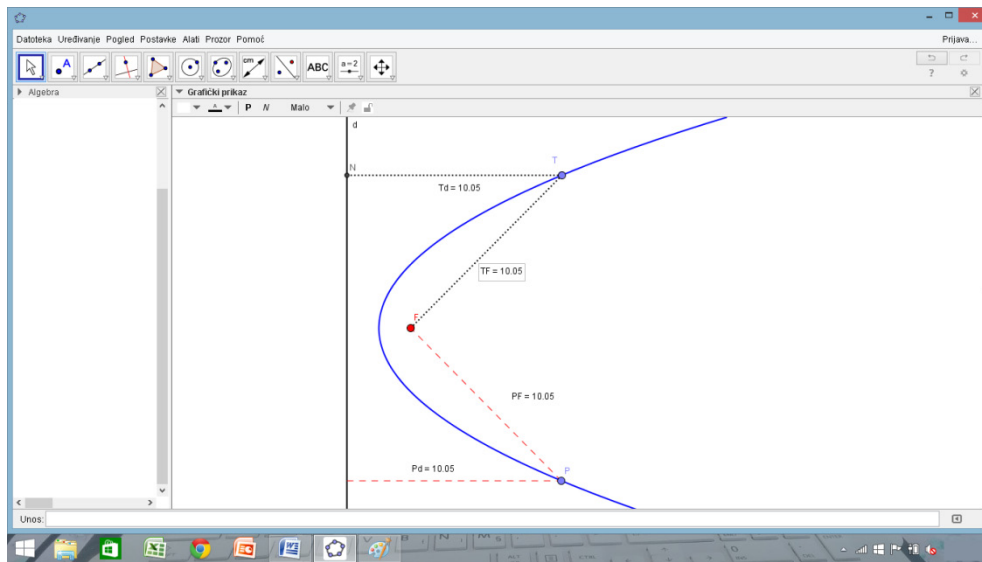 Datoteka Uređivanje Pogled Postavke Alati Prozor Pomoć
Prijava...
cm
A
ABC
a=2
?
Algebra
Grafički prikaz
A P N Malo
d
N
T
Td = 10.05
TF = 10.05
F
PF = 10.05
Pd = 10.05
P
Unos: